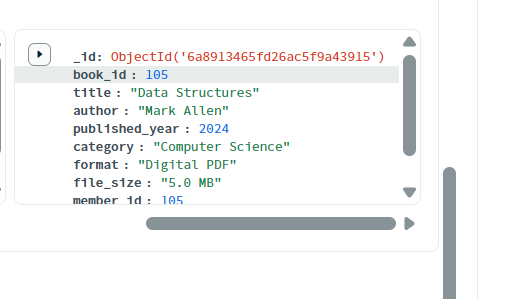 _id: ObjectId('6a8913465fd26ac5f9a43915')
book_id : 105
title : "Data Structures"
author : "Mark Allen"
published_year : 2024
category : "Computer Science"
format : "Digital PDF"
file_size : "5.0 MB"
member_id : 105